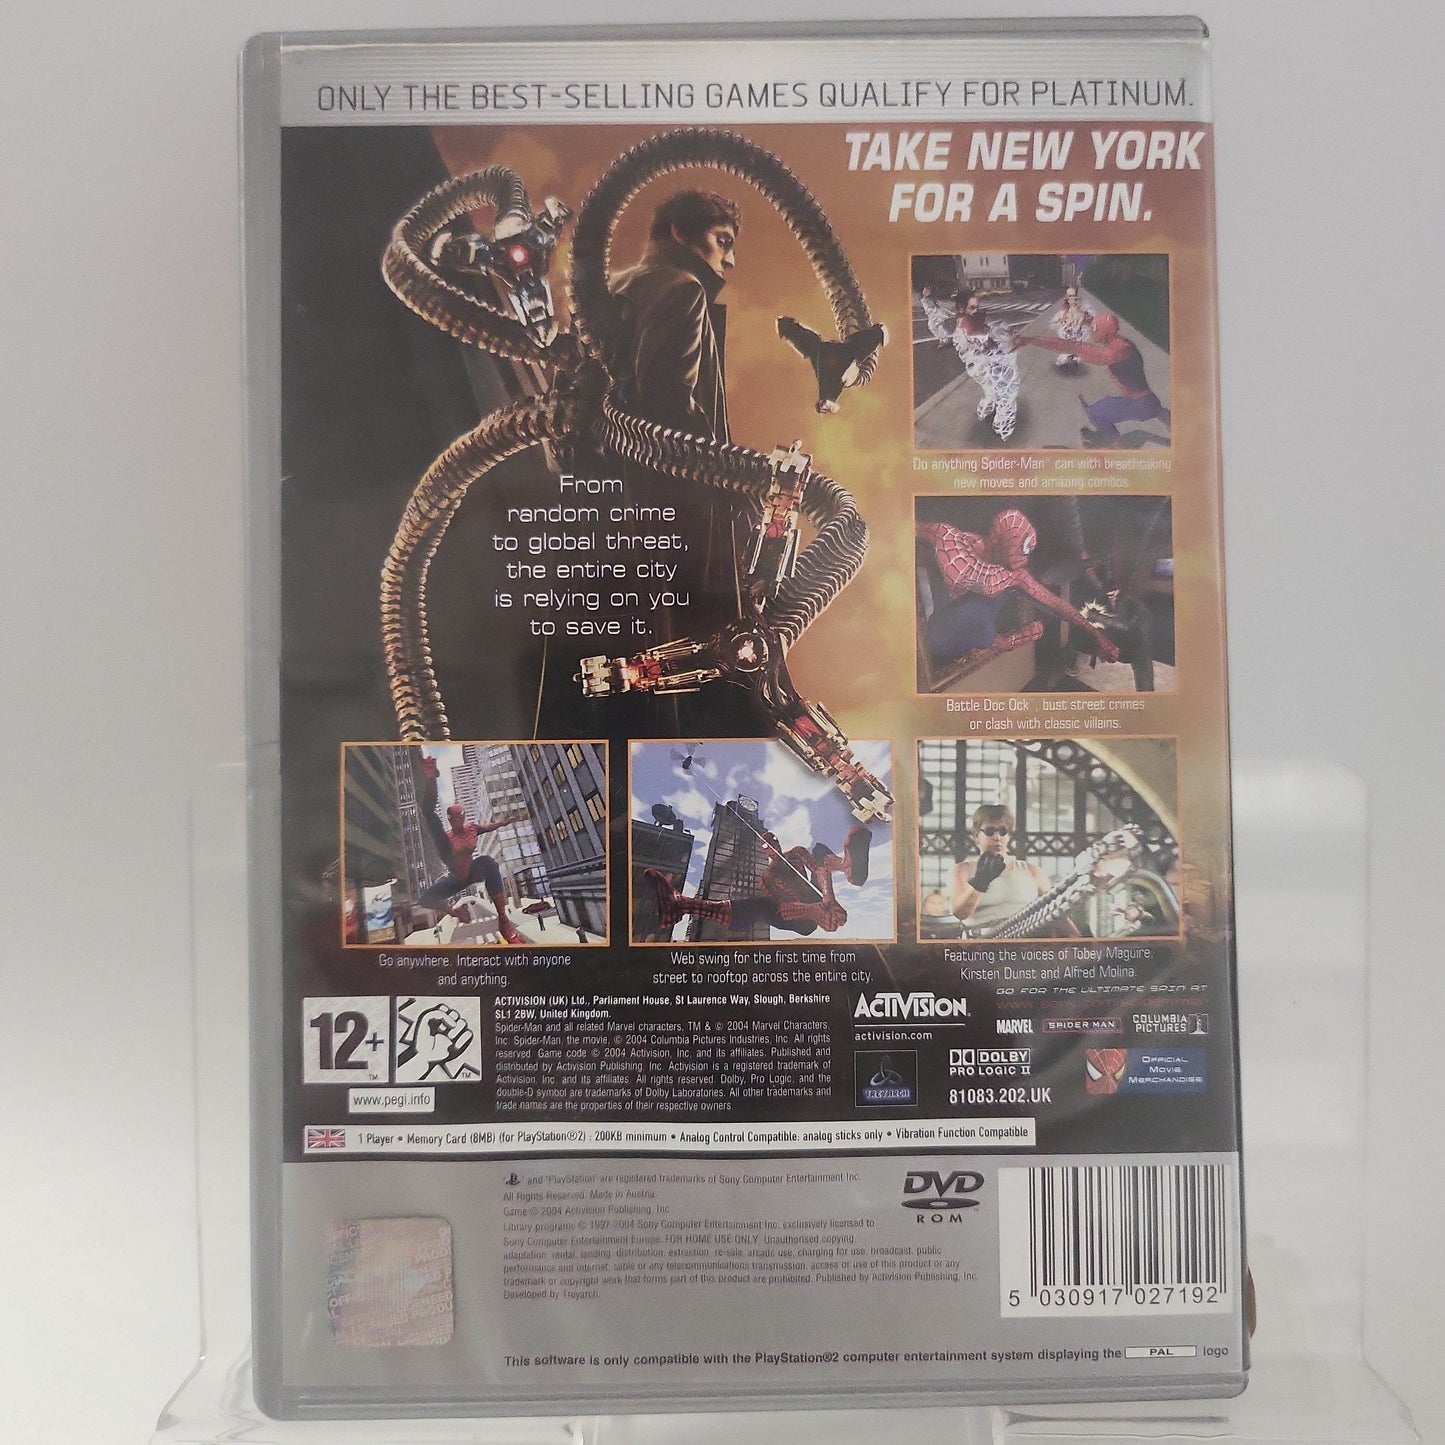 ONLY THE BEST-SELLING GAMES QUALIFY FOR PLATINUM.
TAKE NEW YORK
FOR A SPIN.
Do anything Spider-Man™ can with breathtaking
new moves and amazing combos.
From
random crime
to global threat,
the entire city
is relying on you
to save it.
Battle Doc Ock , bust street crimes
or clash with classic villains.
Go anywhere. Interact with anyone
and anything.
Web swing for the first time from
street to rooftop across the entire city.
Featuring the voices of Tobey Maguire,
Kirsten Dunst and Alfred Molina.
GO FOR THE ULTIMATE SPIN AT
12+™
™
www.pegi.info
ACTIVISION (UK) Ltd., Parliament House, St Laurence Way, Slough, Berkshire
SL1 2BW, United Kingdom.
Spider-Man and all related Marvel characters, TM & © 2004 Marvel Characters,
Inc. Spider-Man, the movie, © 2004 Columbia Pictures Industries, Inc. All rights
reserved. Game code © 2004 Activision, Inc. and its affiliates. Published and
distributed by Activision Publishing, Inc. Activision is a registered trademark of
Activision, Inc. and its affiliates. All rights reserved. Dolby, Pro Logic, and the
double-D symbol are trademarks of Dolby Laboratories. All other trademarks and
trade names are the properties of their respective owners.
ACTIVISION.
activision.com
MARVEL
SPIDER-MAN
COLUMBIA
PICTURES
TREYARCH
DOLBY
PRO LOGIC II
OFFICIAL
MOVIE
MERCHANDISE
81083.202.UK
1 Player • Memory Card (8MB) (for PlayStation®2) : 200KB minimum • Analog Control Compatible: analog sticks only • Vibration Function Compatible
" " and "PlayStation" are registered trademarks of Sony Computer Entertainment Inc.
All Rights Reserved. Made in Austria.
Game © 2004 Activision Publishing, Inc
Library programs © 1997-2004 Sony Computer Entertainment Inc. exclusively licensed to
Sony Computer Entertainment Europe. FOR HOME USE ONLY. Unauthorised copying,
adaptation, rental, lending, distribution, extraction, re-sale, arcade use, charging for use, broadcast, public
performance and internet, cable or any telecommunications transmission, access or use of this product or any
trademark or copyright work that forms part of this product are prohibited. Published by Activision Publishing, Inc.
Developed by Treyarch.
DVD
ROM
5 030917 027192
This software is only compatible with the PlayStation®2 computer entertainment system displaying the PAL logo